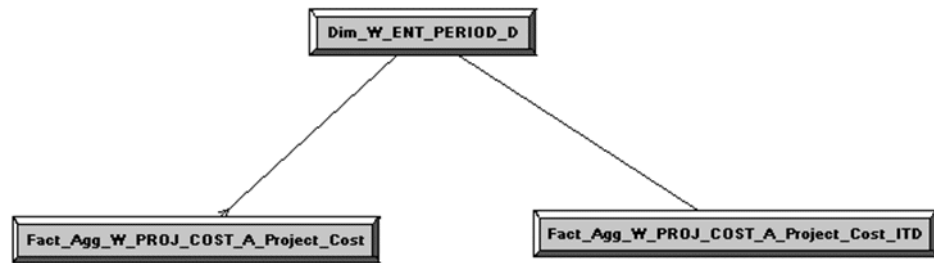 Dim_W_ENT_PERIOD_D
Fact_Agg_W_PROJ_COST_A_Project_Cost
Fact_Agg_W_PROJ_COST_A_Project_Cost_ITD